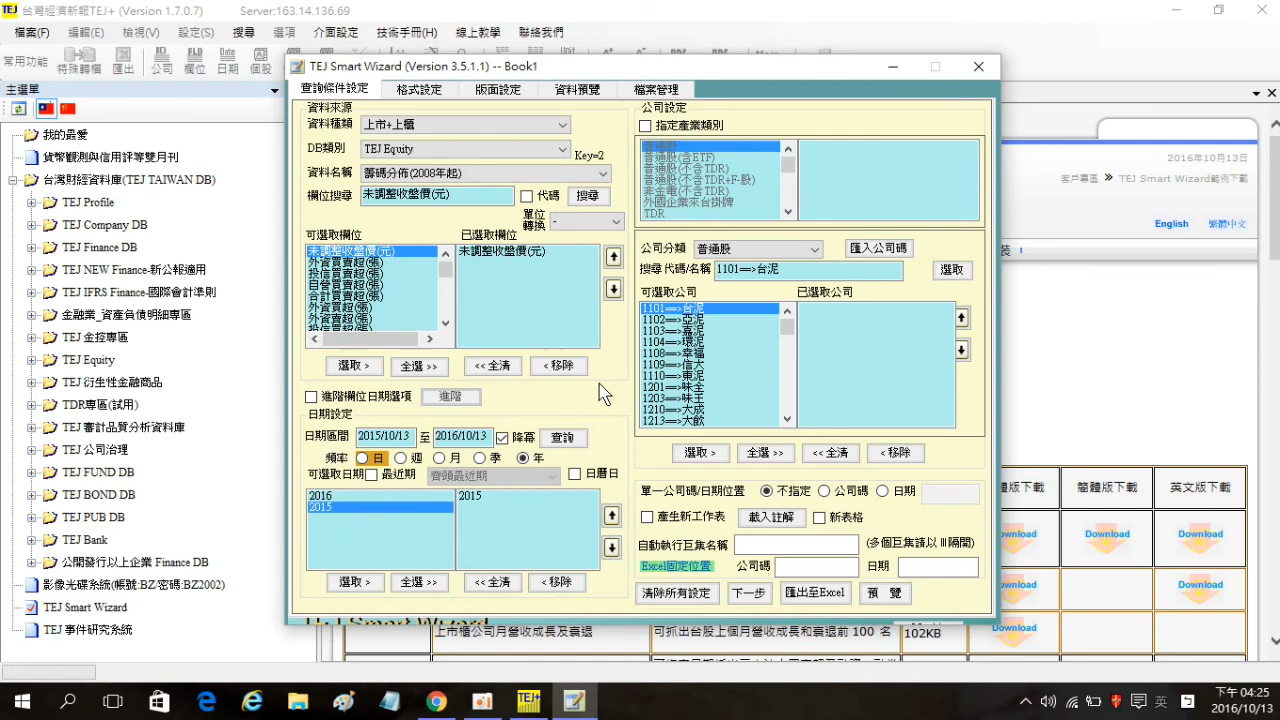 台灣經濟新報TEJ+ (Version 1.7.0.7) Server:163.14.136.69
檔案(F) 編輯(E) 檢視(V) 設定(S) 搜尋 選項 介面設定 技術手冊(H) 線上教學 聯絡我們
常用功能 特殊轉檔 匯出 ID 公司 FLD 欄位 Date 日期 個股
主選單
我的最愛
貨幣觀測與信用評等雙月刊
台灣財經資料庫(TEJ TAIWAN DB)
TEJ Profile
TEJ Company DB
TEJ Finance DB
TEJ NEW Finance-新公報適用
TEJ IFRS Finance-國際會計準則
金融業_資產負債明細專區
TEJ 金控專區
TEJ Equity
TEJ 衍生性金融商品
TDR專區(試用)
TEJ 審計品質分析資料庫
TEJ 公司治理
TEJ FUND DB
TEJ BOND DB
TEJ PUB DB
TEJ Bank
公開發行以上企業 Finance DB
影像光碟系統(帳號:BZ/密碼:BZ2002)
TEJ Smart Wizard
TEJ 事件研究系統
TEJ Smart Wizard (Version 3.5.1.1) -- Book1
查詢條件設定 格式設定 版面設定 資料預覽 檔案管理
資料來源
資料種類 上市+上櫃
DB類別 TEJ Equity Key=2
資料名稱 籌碼分佈(2008年起)
欄位搜尋 未調整收盤價(元) 代碼 搜尋
單位轉換 -
可選取欄位 已選取欄位
未調整收盤價(元) 未調整收盤價(元)
外資買賣超(張)
投信買賣超(張)
自營買賣超(張)
合計買賣超(張)
外資買賣超(張)
外資買賣超(張)
投信買賣超(張)
選取 > 全選 >> << 全清 < 移除
進階欄位日期選項 進階
日期設定
日期區間 2015/10/13 至 2016/10/13 降冪 查詢
頻率 日 週 月 季 年
可選取日期 最近期 齊頭最近期 日曆日
2016 2015
2015
選取 > 全選 >> << 全清 < 移除
公司設定
指定產業類別
普通股
普通股(含ETF)
普通股(不含TDR)
普通股(不含TDR+F-股)
非金電(不含TDR)
外國企業來台掛牌
TDR
公司分類 普通股 匯入公司碼
搜尋 代碼/名稱 1101==>台泥 選取
可選取公司 已選取公司
1101==>台泥
1102==>亞泥
1103==>嘉泥
1104==>環泥
1108==>幸福
1109==>信大
1110==>東泥
1201==>味全
1203==>味王
1210==>大成
1213==>大飲
選取 > 全選 >> << 全清 < 移除
單一公司碼/日期位置 不指定 公司碼 日期
產生新工作表 載入註解 新表格
自動執行巨集名稱 (多個巨集請以 ||| 隔開)
Excel固定位置 公司碼 日期
清除所有設定 下一步 匯出至Excel 預 覽
2016年10月13日
客戶專區 TEJ Smart Wizard範例下載
English 繁體中文
體版下載 簡體版下載 英文版下載
Download Download Download
Download Download
Download
上市櫃公司月營收成長及衰退 可抓出台股上個月營收成長和衰退前 100 名 102KB
英 下午 04:25
2016/10/13